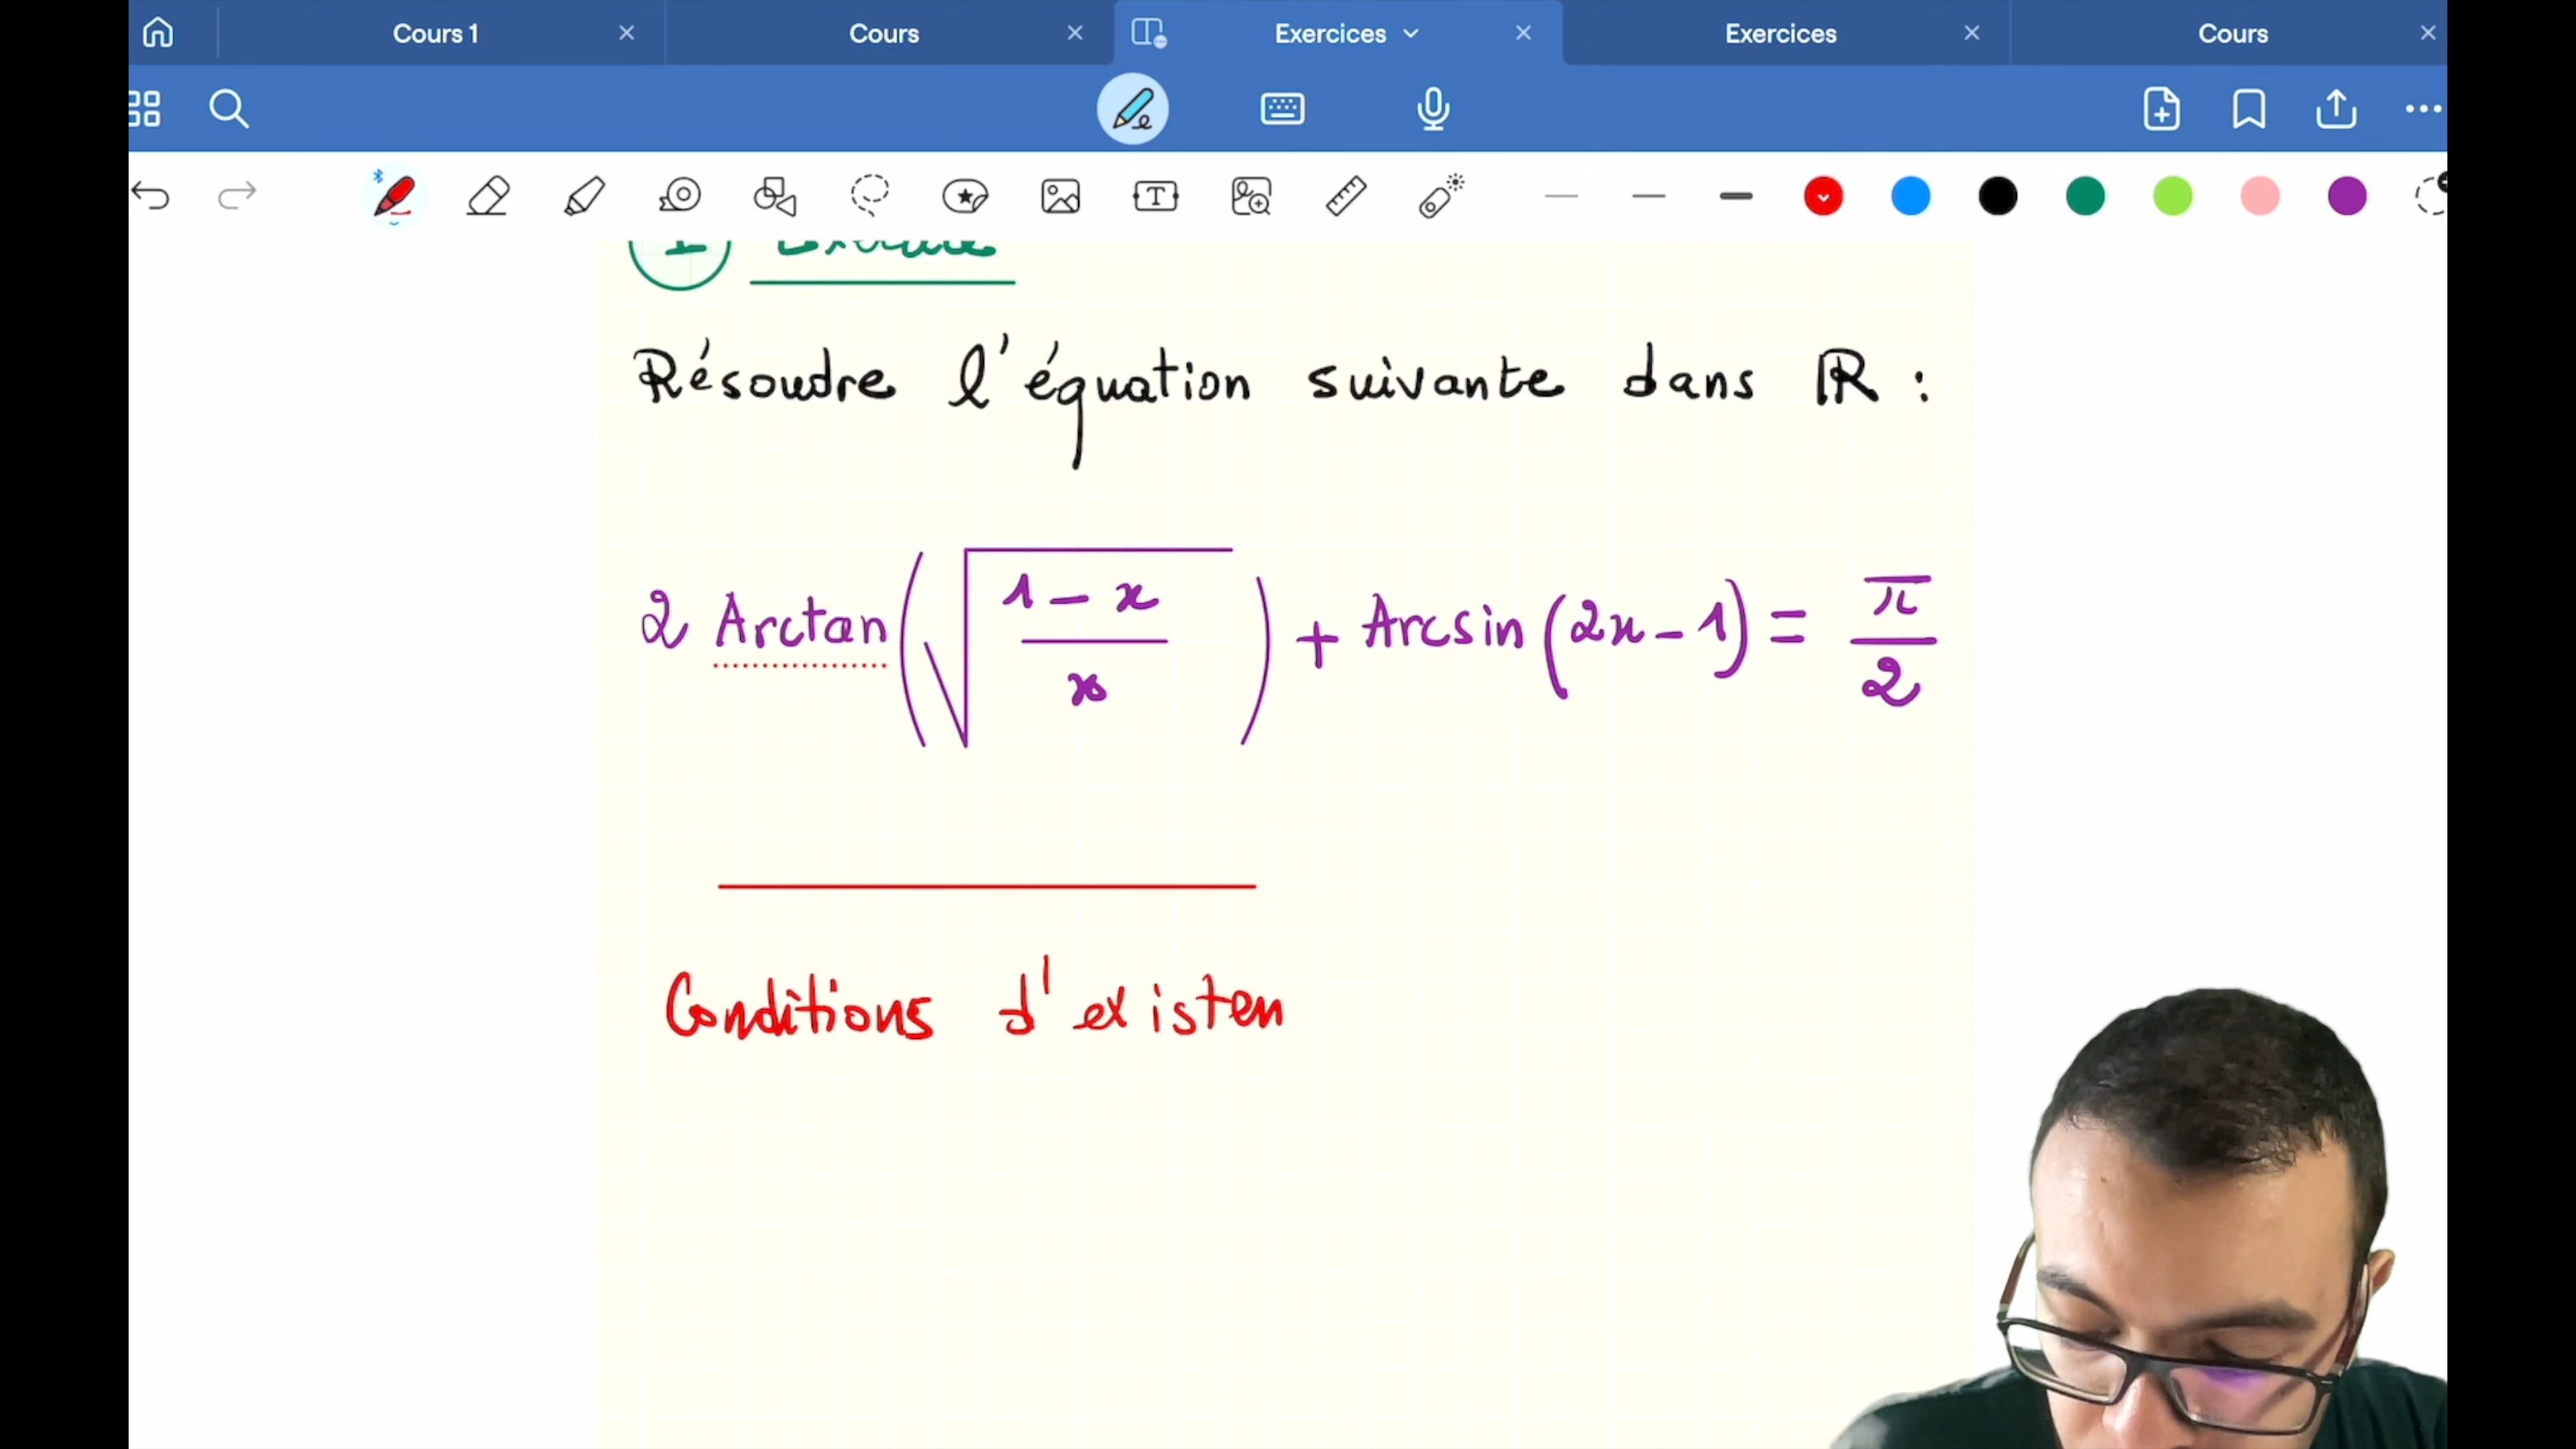 Cours 1 Cours Exercices Exercices Cours
Résoudre l'équation suivante dans ℝ :
2 Arctan(√((1-x)/x)) + Arcsin(2x-1) = π/2
Conditions d'existen